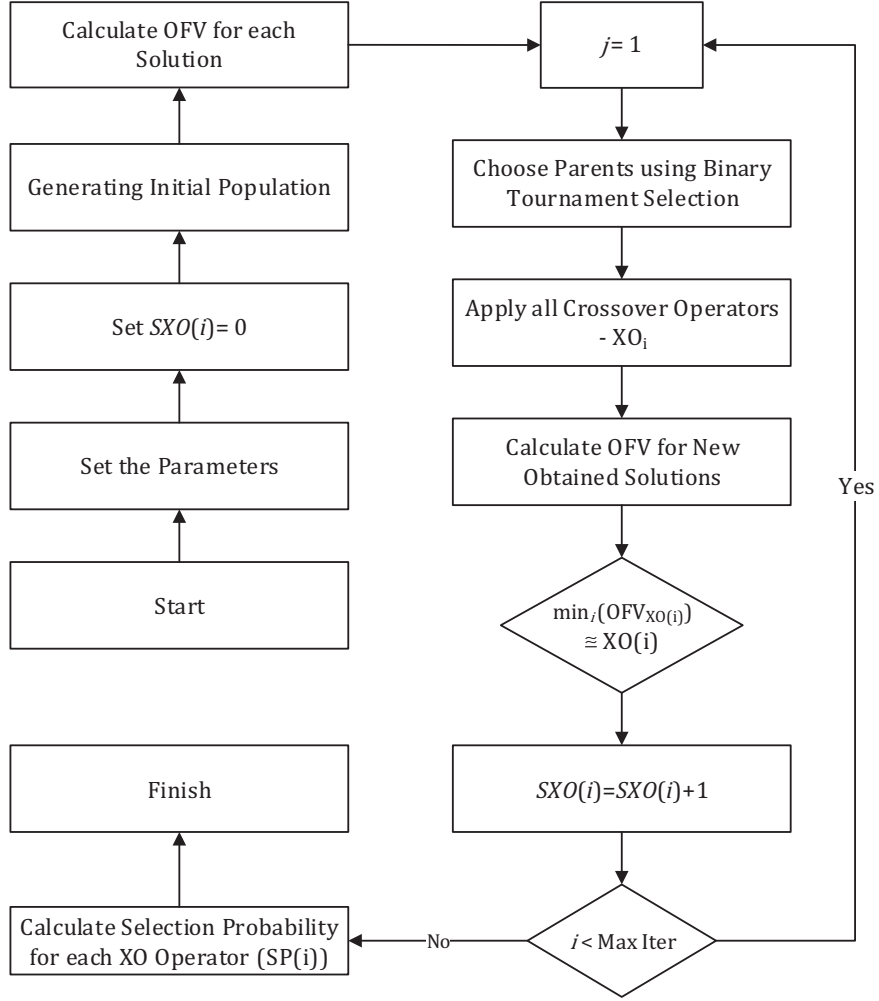 Calculate OFV for each
Solution
Generating Initial Population
Set SXO(i)= 0
Set the Parameters
Start
j= 1
Choose Parents using Binary
Tournament Selection
Apply all Crossover Operators
- XOi
Calculate OFV for New
Obtained Solutions
Yes
mini(OFVXO(i))
≊ XO(i)
SXO(i)=SXO(i)+1
i < Max Iter
No
Calculate Selection Probability
for each XO Operator (SP(i))
Finish